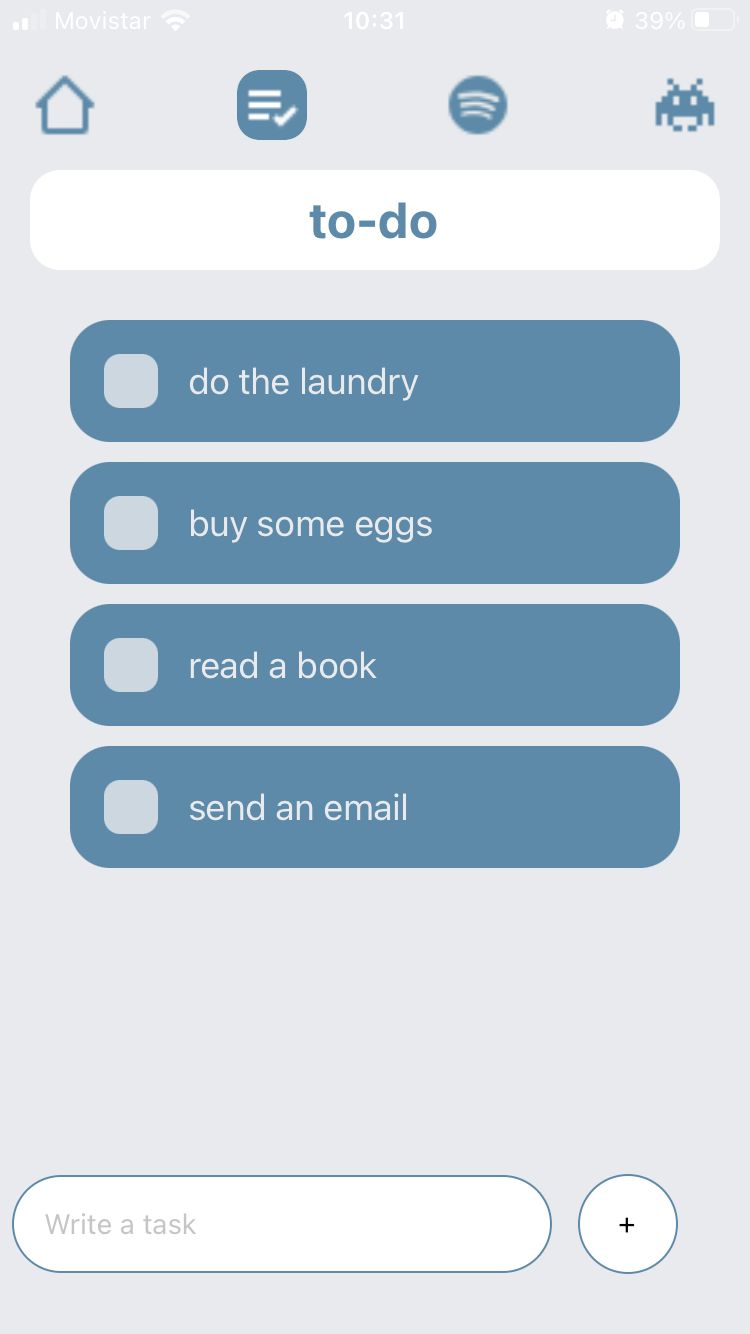 Movistar 10:31 39%
to-do
do the laundry
buy some eggs
read a book
send an email
Write a task +